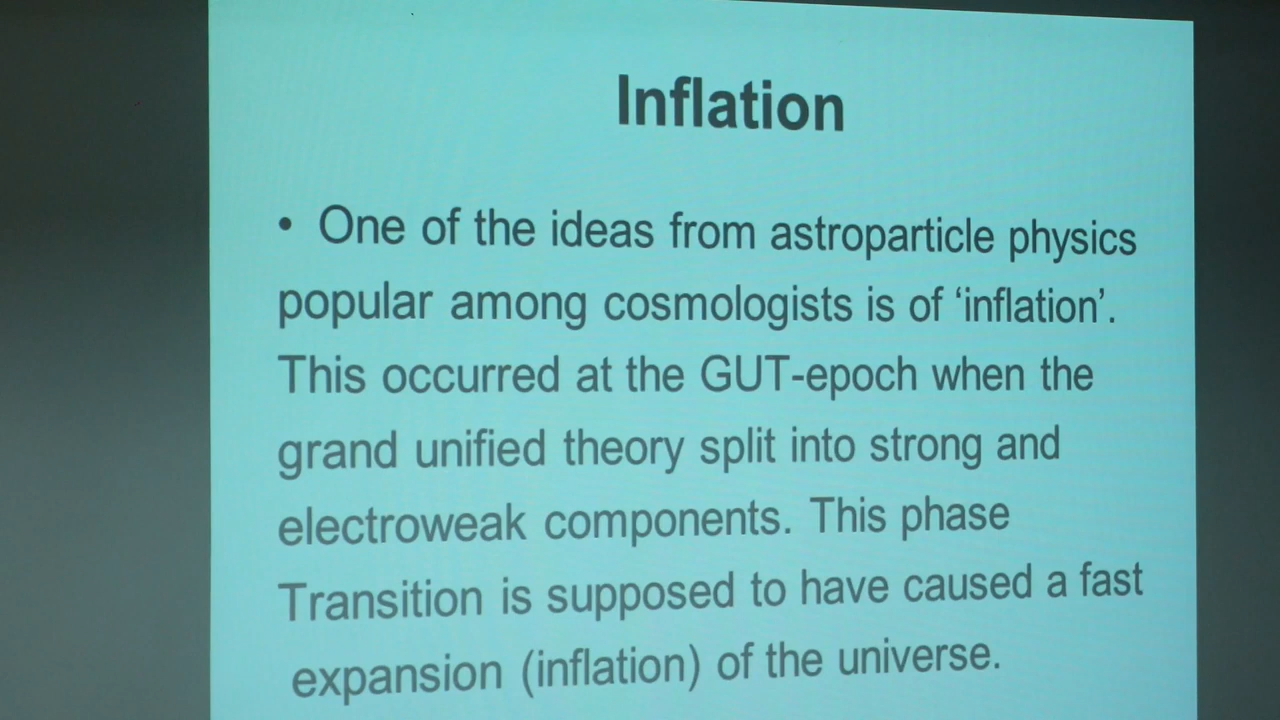 Inflation
• One of the ideas from astroparticle physics
popular among cosmologists is of ‘inflation’.
This occurred at the GUT-epoch when the
grand unified theory split into strong and
electroweak components. This phase
Transition is supposed to have caused a fast
expansion (inflation) of the universe.